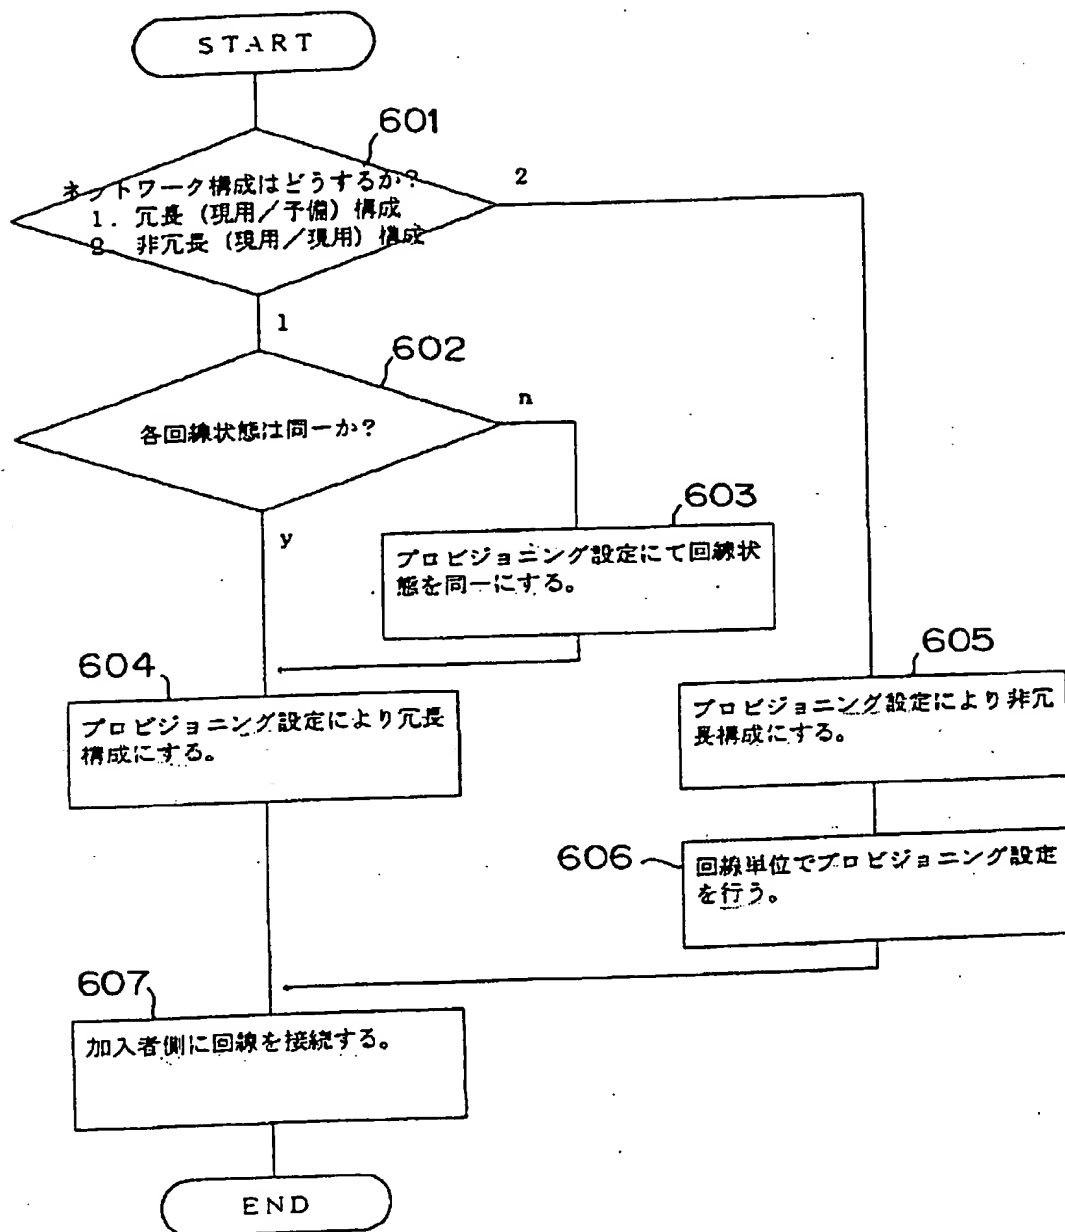 START
601
ネットワーク構成はどうするか?
2
1. 冗長 (現用/予備) 構成
2. 非冗長 (現用/現用) 構成
1
602
n
各回線状態は同一か?
603
y
プロビジョニング設定にて回線状
態を同一にする。
604
605
プロビジョニング設定により冗長
構成にする。
プロビジョニング設定により非冗
長構成にする。
606
回線単位でプロビジョニング設定
を行う。
607
加入者側に回線を接続する。
END